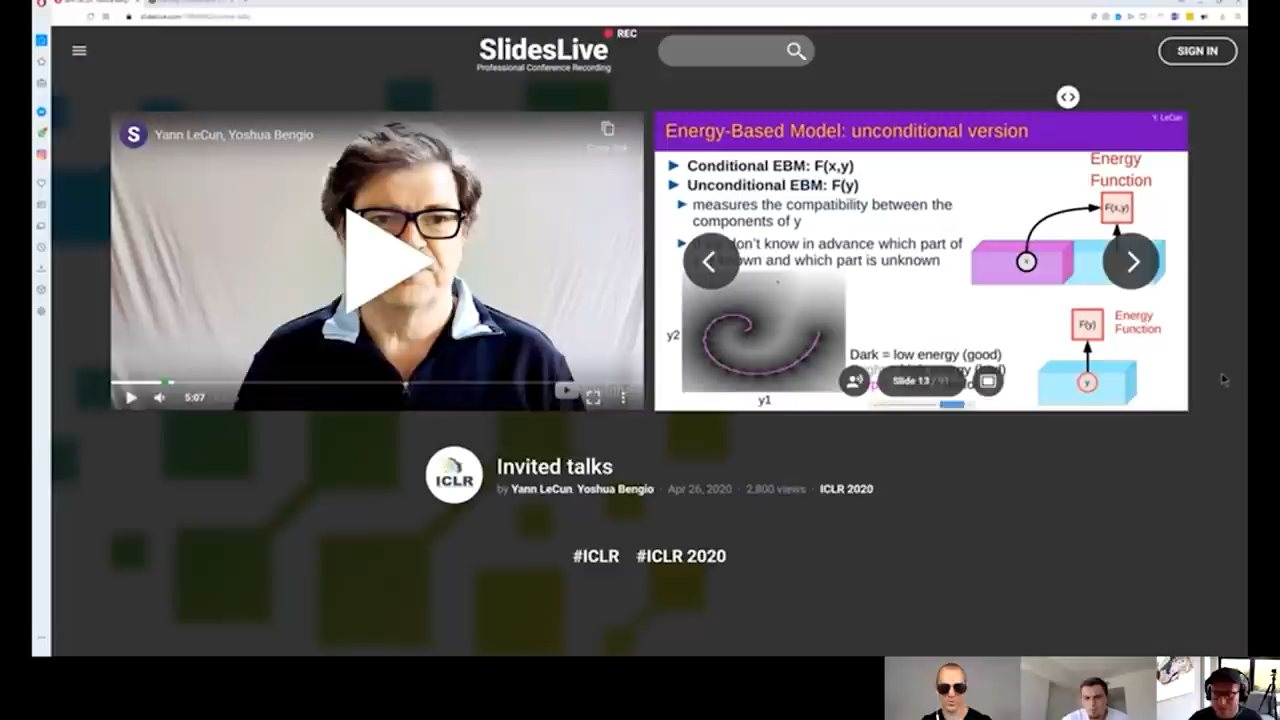 SlidesLive
REC
Professional Conference Recording
SIGN IN
S
Yann LeCun, Yoshua Bengio
5:07
Y. LeCun
Energy-Based Model: unconditional version
Conditional EBM: F(x,y)
Unconditional EBM: F(y)
measures the compatibility between the
components of y
don't know in advance which part of
and which part is unknown
Energy
Function
F(x,y)
x
y2
y1
Dark = low energy (good)
Slide 13 / 91
F(y)
Energy
Function
y
ICLR
Invited talks
by Yann LeCun, Yoshua Bengio · Apr 26, 2020 · 2,800 views · ICLR 2020
#ICLR #ICLR 2020